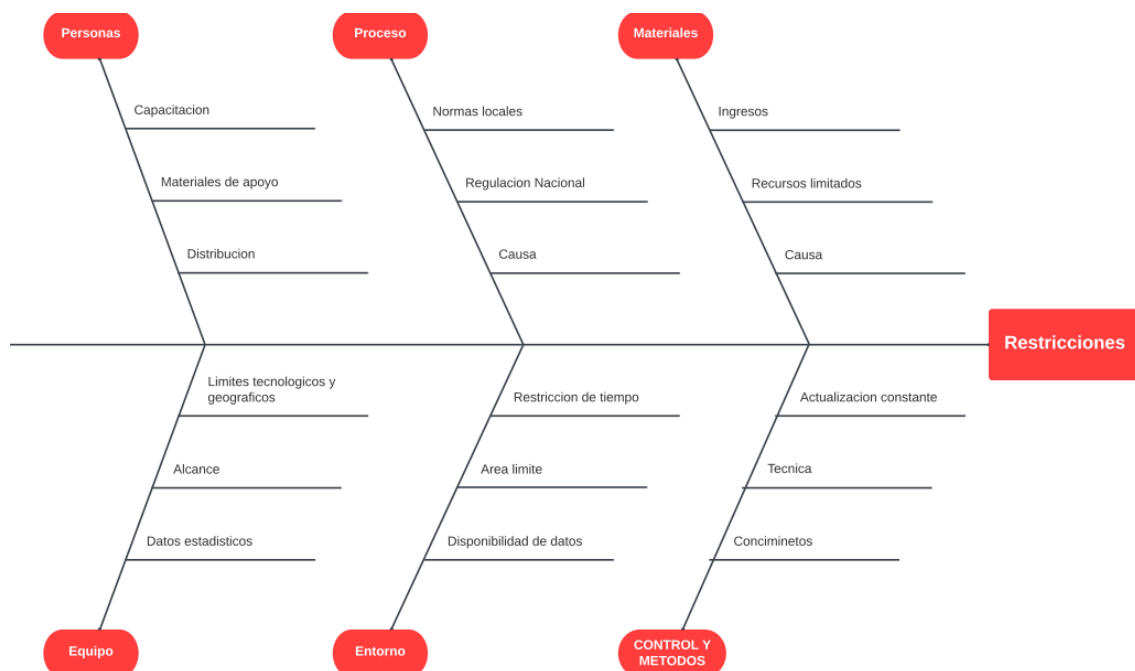 Personas
Proceso
Materiales
Capacitacion
Normas locales
Ingresos
Materiales de apoyo
Regulacion Nacional
Recursos limitados
Distribucion
Causa
Causa
Restricciones
Limites tecnologicos y
geograficos
Restriccion de tiempo
Actualizacion constante
Alcance
Area limite
Tecnica
Datos estadisticos
Disponibilidad de datos
Conciminetos
Equipo
Entorno
CONTROL Y
METODOS